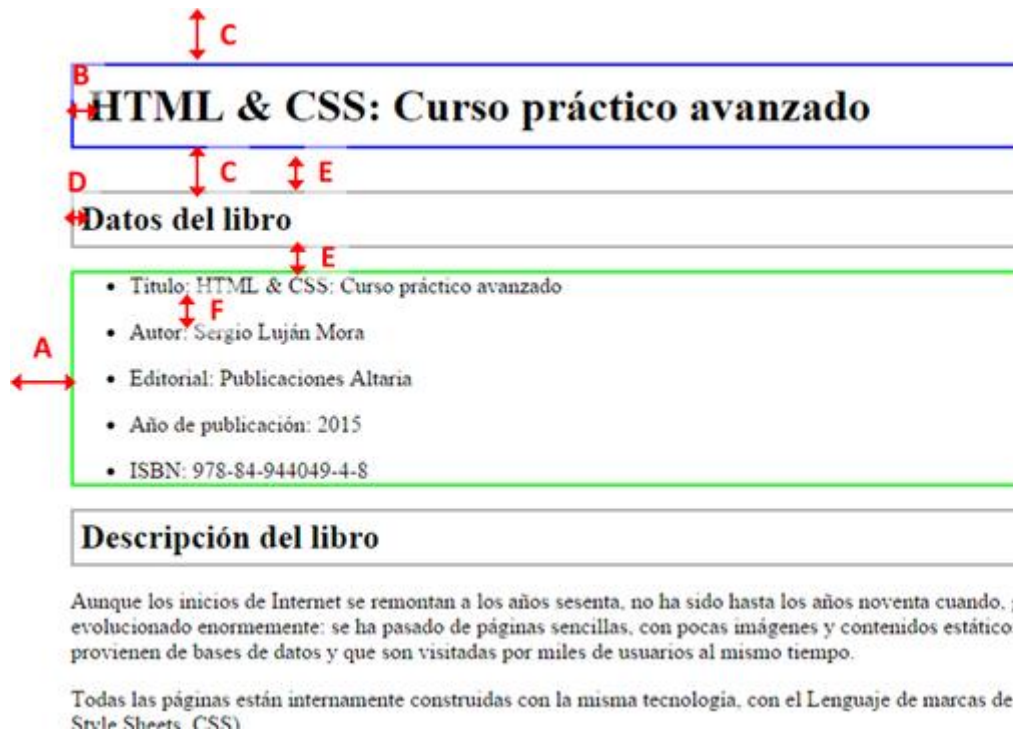 C
B
HTML & CSS: Curso práctico avanzado
C E
D
Datos del libro
E
• Título: HTML & CSS: Curso práctico avanzado
F
• Autor: Sergio Luján Mora
A
• Editorial: Publicaciones Altaria
• Año de publicación: 2015
• ISBN: 978-84-944049-4-8
Descripción del libro
Aunque los inicios de Internet se remontan a los años sesenta, no ha sido hasta los años noventa cuando,
evolucionado enormemente: se ha pasado de páginas sencillas, con pocas imágenes y contenidos estático
provienen de bases de datos y que son visitadas por miles de usuarios al mismo tiempo.
Todas las páginas están internamente construidas con la misma tecnología, con el Lenguaje de marcas de
Style Sheets, CSS)